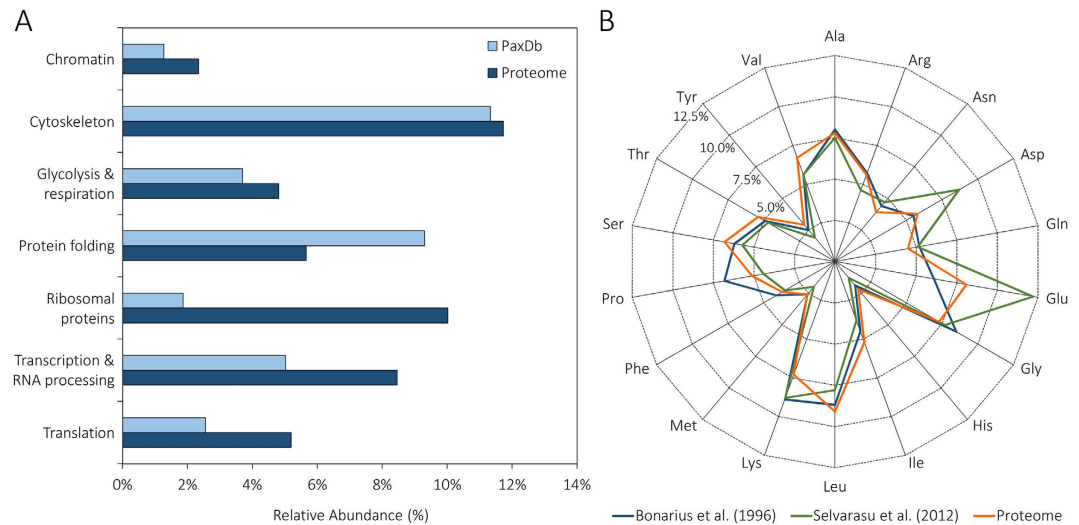 A
PaxDb
Proteome
Chromatin
Cytoskeleton
Glycolysis &
respiration
Protein folding
Ribosomal
proteins
Transcription &
RNA processing
Translation
0%
2%
4%
6%
8%
10%
12%
14%
Relative Abundance (%)
B
Ala
Arg
Asn
Asp
Gln
Glu
Gly
His
Ile
Leu
Lys
Met
Phe
Pro
Ser
Thr
Tyr
Val
12.5%
10.0%
7.5%
5.0%
Bonarius et al. (1996)
Selvarasu et al. (2012)
Proteome